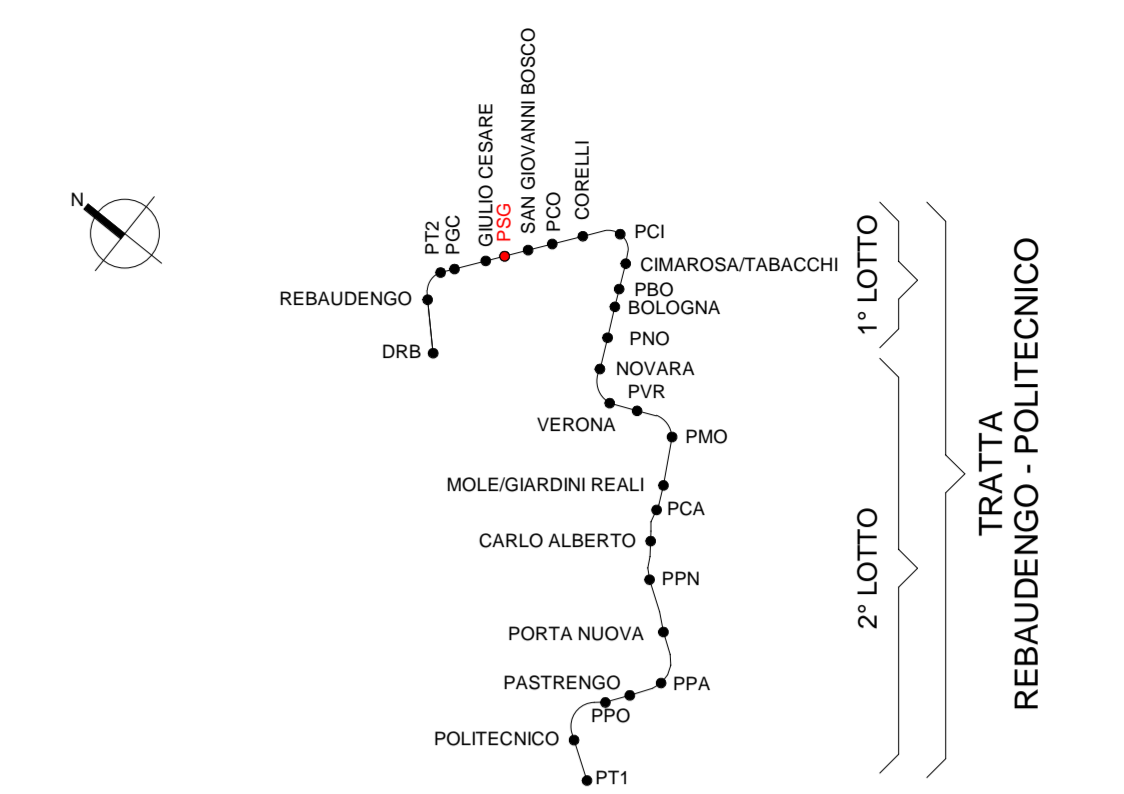 N
PT2
PGC
GIULIO CESARE
PSG
SAN GIOVANNI BOSCO
PCO
CORELLI
PCI
CIMAROSA/TABACCHI
REBAUDENGO
PBO
BOLOGNA
DRB
PNO
NOVARA
PVR
VERONA
PMO
MOLE/GIARDINI REALI
PCA
CARLO ALBERTO
PPN
PORTA NUOVA
PASTRENGO
PPA
PPO
POLITECNICO
PT1
1° LOTTO
2° LOTTO
TRATTA
REBAUDENGO - POLITECNICO